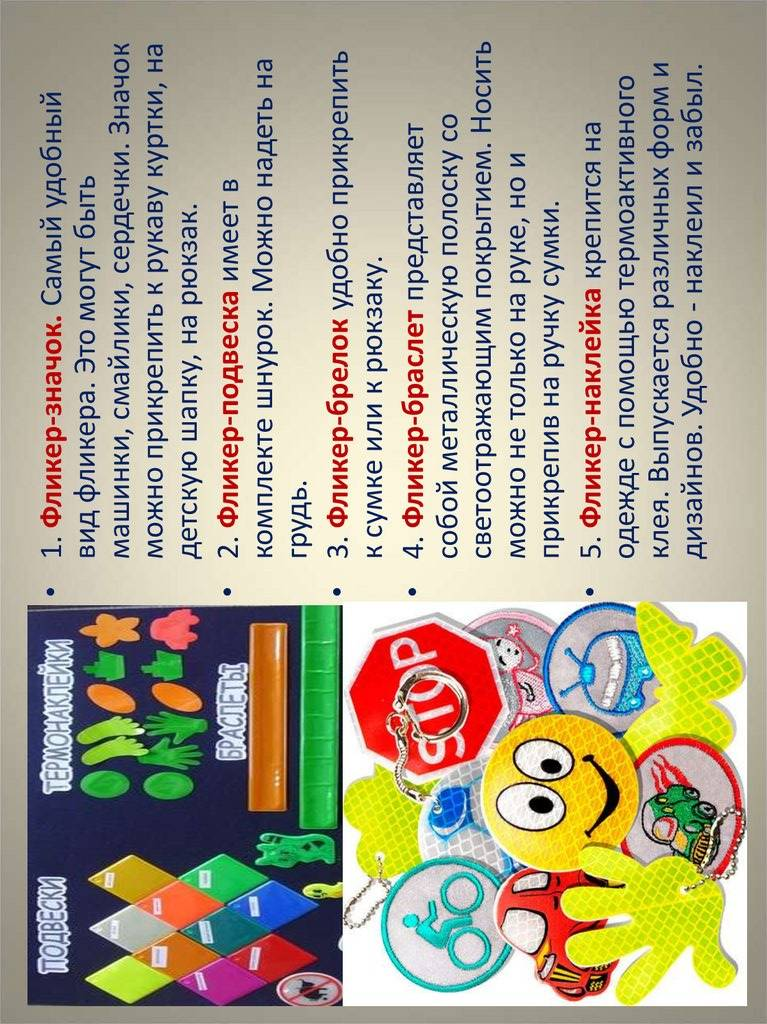 • 1. Фликер-значок. Самый удобный
вид фликера. Это могут быть
машинки, смайлики, сердечки. Значок
можно прикрепить к рукаву куртки, на
детскую шапку, на рюкзак.
• 2. Фликер-подвеска имеет в
комплекте шнурок. Можно надеть на
грудь.
• 3. Фликер-брелок удобно прикрепить
к сумке или к рюкзаку.
• 4. Фликер-браслет представляет
собой металлическую полоску со
светоотражающим покрытием. Носить
можно не только на руке, но и
прикрепив на ручку сумки.
• 5. Фликер-наклейка крепится на
одежде с помощью термоактивного
клея. Выпускается различных форм и
дизайнов. Удобно - наклеил и забыл.
ПОДВЕСКИ
ТЕРМОНАКЛЕЙКИ
БРАСЛЕТЫ
STOP